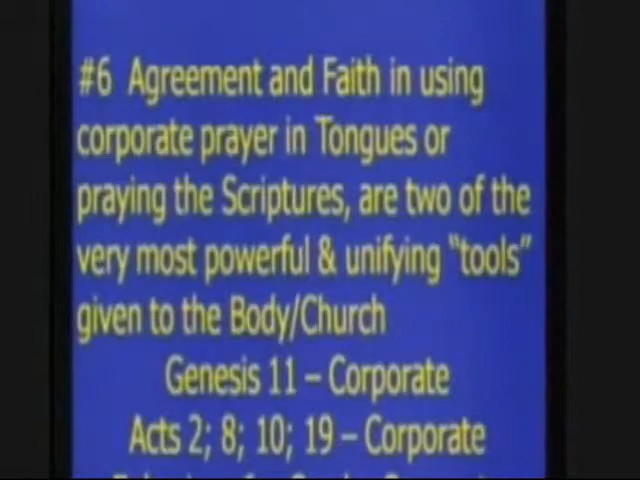 #6 Agreement and Faith in using
corporate prayer in Tongues or
praying the Scriptures, are two of the
very most powerful & unifying “tools”
given to the Body/Church
Genesis 11 – Corporate
Acts 2; 8; 10; 19 – Corporate